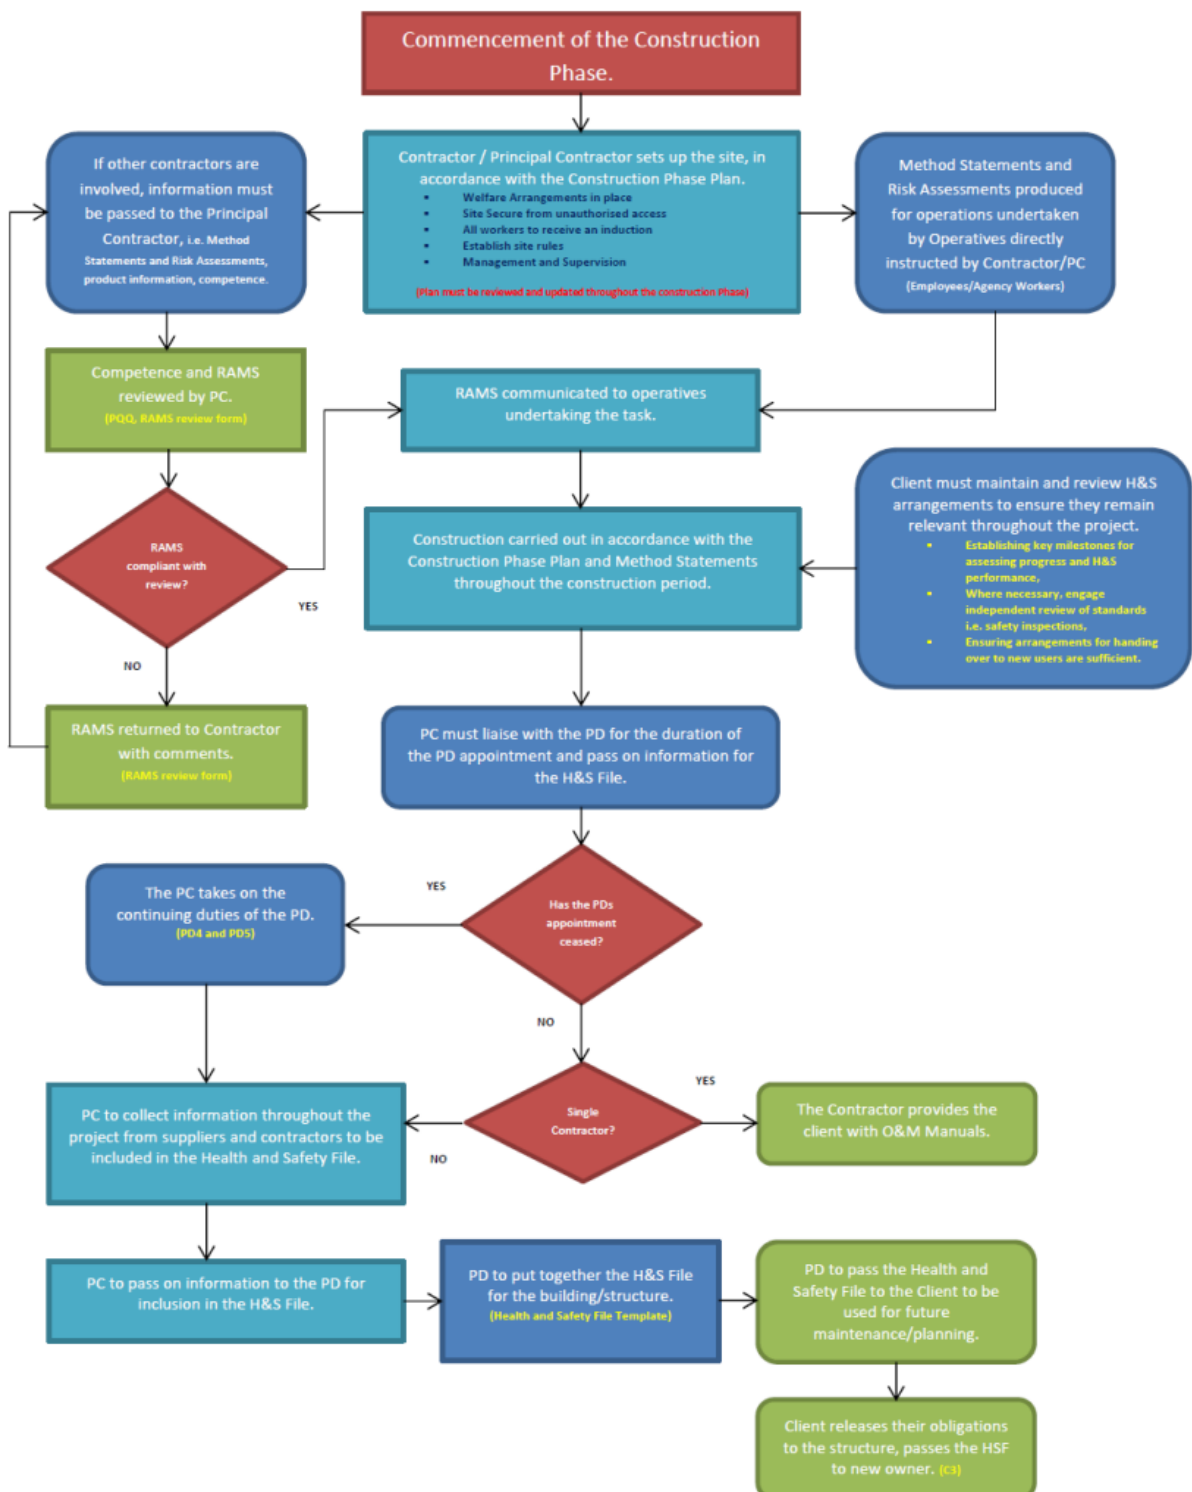 Commencement of the Construction
Phase.
If other contractors are
involved, information must
be passed to the Principal
Contractor, i.e. Method
Statements and Risk Assessments,
product information, competence.
Contractor / Principal Contractor sets up the site, in
accordance with the Construction Phase Plan.
▪ Welfare Arrangements in place
▪ Site Secure from unauthorised access
▪ All workers to receive an induction
▪ Establish site rules
▪ Management and Supervision
(Plan must be reviewed and updated throughout the construction Phase)
Method Statements and
Risk Assessments produced
for operations undertaken
by Operatives directly
instructed by Contractor/PC
(Employees/Agency Workers)
Competence and RAMS
reviewed by PC.
(PQQ, RAMS review form)
RAMS communicated to operatives
undertaking the task.
RAMS
compliant with
review?
YES
NO
Construction carried out in accordance with the
Construction Phase Plan and Method Statements
throughout the construction period.
Client must maintain and review H&S
arrangements to ensure they remain
relevant throughout the project.
▪ Establishing key milestones for
assessing progress and H&S
performance,
▪ Where necessary, engage
independent review of standards
i.e. safety inspections,
▪ Ensuring arrangements for handing
over to new users are sufficient.
RAMS returned to Contractor
with comments.
(RAMS review form)
PC must liaise with the PD for the duration of
the PD appointment and pass on information for
the H&S File.
The PC takes on the
continuing duties of the PD.
(PD4 and PD5)
YES
Has the PDs
appointment
ceased?
NO
PC to collect information throughout the
project from suppliers and contractors to be
included in the Health and Safety File.
NO
Single
Contractor?
YES
The Contractor provides the
client with O&M Manuals.
PC to pass on information to the PD for
inclusion in the H&S File.
PD to put together the H&S File
for the building/structure.
(Health and Safety File Template)
PD to pass the Health and
Safety File to the Client to be
used for future
maintenance/planning.
Client releases their obligations
to the structure, passes the HSF
to new owner. (C3)